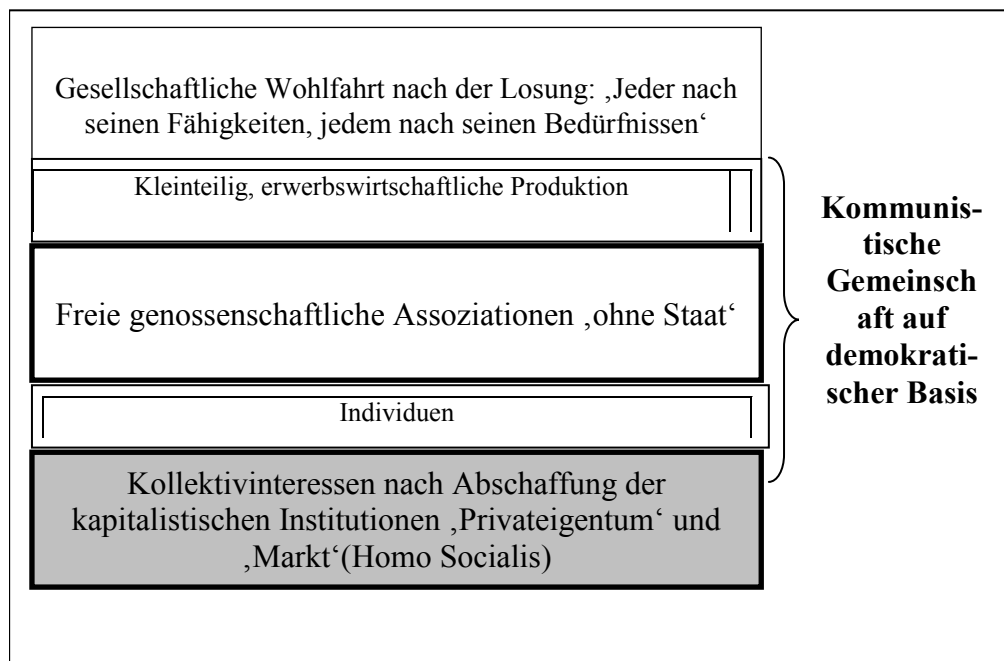 Gesellschaftliche Wohlfahrt nach der Losung: ‚Jeder nach
seinen Fähigkeiten, jedem nach seinen Bedürfnissen‘
Kleinteilig, erwerbswirtschaftliche Produktion
Freie genossenschaftliche Assoziationen ‚ohne Staat‘
Individuen
Kollektivinteressen nach Abschaffung der
kapitalistischen Institutionen ‚Privateigentum‘ und
‚Markt‘(Homo Socialis)
Kommunis-
tische
Gemeinsch
aft auf
demokrati-
scher Basis